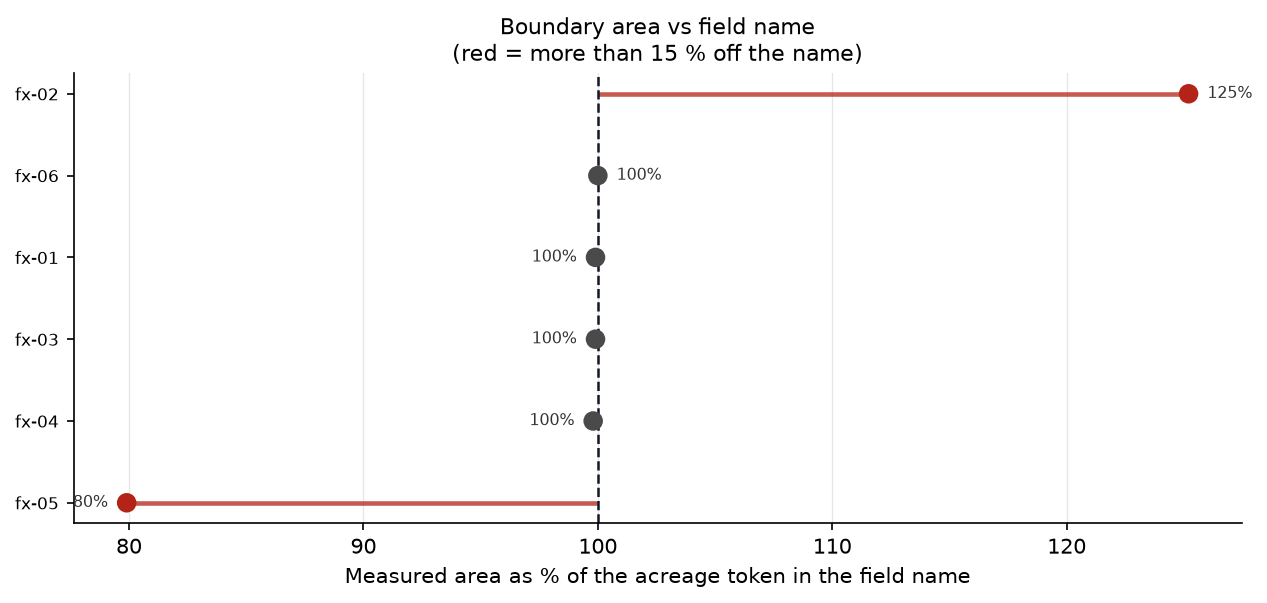 Boundary area vs field name
(red = more than 15 % off the name)
fx-02
125%
fx-06
100%
fx-01
100%
fx-03
100%
fx-04
100%
fx-05
80%
80
90
100
110
120
Measured area as % of the acreage token in the field name